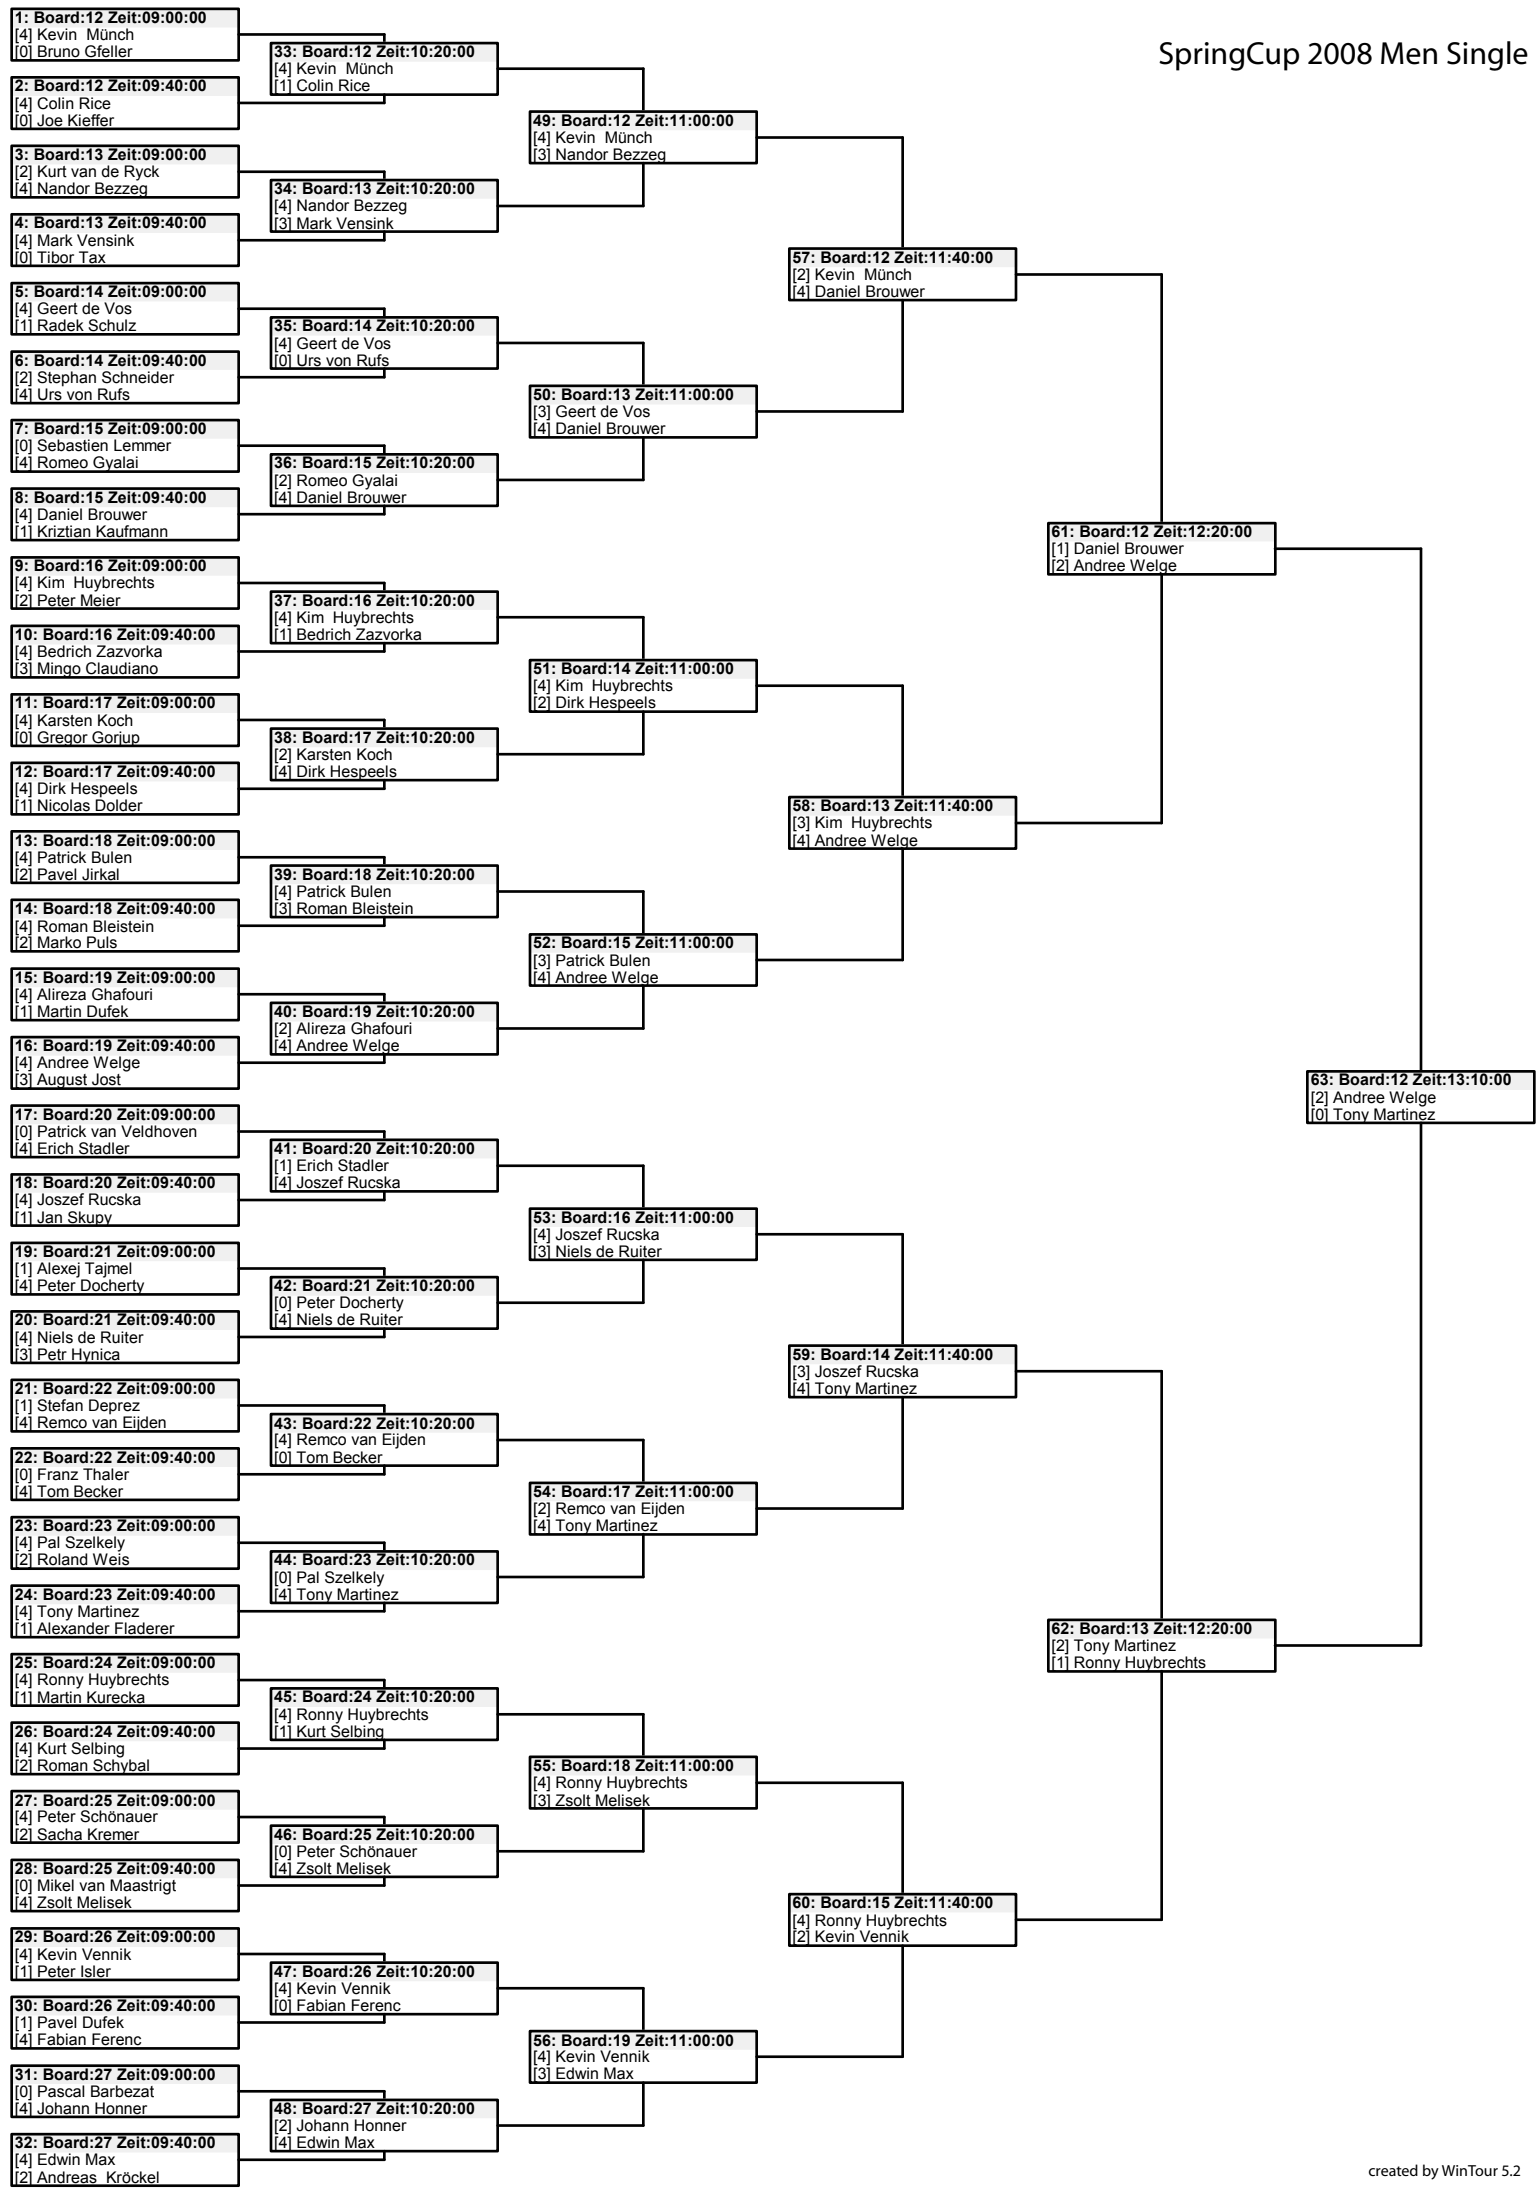 SpringCup 2008 Men Single
1: Board:12 Zeit:09:00:00
[4] Kevin  Münch
[0] Bruno Gfeller
2: Board:12 Zeit:09:40:00
[4] Colin Rice
[0] Joe Kieffer
3: Board:13 Zeit:09:00:00
[2] Kurt van de Ryck
[4] Nandor Bezzeg
4: Board:13 Zeit:09:40:00
[4] Mark Vensink
[0] Tibor Tax
5: Board:14 Zeit:09:00:00
[4] Geert de Vos
[1] Radek Schulz
6: Board:14 Zeit:09:40:00
[2] Stephan Schneider
[4] Urs von Rufs
7: Board:15 Zeit:09:00:00
[0] Sebastien Lemmer
[4] Romeo Gyalai
8: Board:15 Zeit:09:40:00
[4] Daniel Brouwer
[1] Kriztian Kaufmann
9: Board:16 Zeit:09:00:00
[4] Kim  Huybrechts
[2] Peter Meier
10: Board:16 Zeit:09:40:00
[4] Bedrich Zazvorka
[3] Mingo Claudiano
11: Board:17 Zeit:09:00:00
[4] Karsten Koch
[0] Gregor Gorjup
12: Board:17 Zeit:09:40:00
[4] Dirk Hespeels
[1] Nicolas Dolder
13: Board:18 Zeit:09:00:00
[4] Patrick Bulen
[2] Pavel Jirkal
14: Board:18 Zeit:09:40:00
[4] Roman Bleistein
[2] Marko Puls
15: Board:19 Zeit:09:00:00
[4] Alireza Ghafouri
[1] Martin Dufek
16: Board:19 Zeit:09:40:00
[4] Andree Welge
[3] August Jost
17: Board:20 Zeit:09:00:00
[0] Patrick van Veldhoven
[4] Erich Stadler
18: Board:20 Zeit:09:40:00
[4] Joszef Rucska
[1] Jan Skupy
19: Board:21 Zeit:09:00:00
[1] Alexej Tajmel
[4] Peter Docherty
20: Board:21 Zeit:09:40:00
[4] Niels de Ruiter
[3] Petr Hynica
21: Board:22 Zeit:09:00:00
[1] Stefan Deprez
[4] Remco van Eijden
22: Board:22 Zeit:09:40:00
[0] Franz Thaler
[4] Tom Becker
23: Board:23 Zeit:09:00:00
[4] Pal Szelkely
[2] Roland Weis
24: Board:23 Zeit:09:40:00
[4] Tony Martinez
[1] Alexander Fladerer
25: Board:24 Zeit:09:00:00
[4] Ronny Huybrechts
[1] Martin Kurecka
26: Board:24 Zeit:09:40:00
[4] Kurt Selbing
[2] Roman Schybal
27: Board:25 Zeit:09:00:00
[4] Peter Schönauer
[2] Sacha Kremer
28: Board:25 Zeit:09:40:00
[0] Mikel van Maastrigt
[4] Zsolt Melisek
29: Board:26 Zeit:09:00:00
[4] Kevin Vennik
[1] Peter Isler
30: Board:26 Zeit:09:40:00
[1] Pavel Dufek
[4] Fabian Ferenc
31: Board:27 Zeit:09:00:00
[0] Pascal Barbezat
[4] Johann Honner
32: Board:27 Zeit:09:40:00
[4] Edwin Max
[2] Andreas  Kröckel
33: Board:12 Zeit:10:20:00
[4] Kevin  Münch
[1] Colin Rice
34: Board:13 Zeit:10:20:00
[4] Nandor Bezzeg
[3] Mark Vensink
35: Board:14 Zeit:10:20:00
[4] Geert de Vos
[0] Urs von Rufs
36: Board:15 Zeit:10:20:00
[2] Romeo Gyalai
[4] Daniel Brouwer
37: Board:16 Zeit:10:20:00
[4] Kim  Huybrechts
[1] Bedrich Zazvorka
38: Board:17 Zeit:10:20:00
[2] Karsten Koch
[4] Dirk Hespeels
39: Board:18 Zeit:10:20:00
[4] Patrick Bulen
[3] Roman Bleistein
40: Board:19 Zeit:10:20:00
[2] Alireza Ghafouri
[4] Andree Welge
41: Board:20 Zeit:10:20:00
[1] Erich Stadler
[4] Joszef Rucska
42: Board:21 Zeit:10:20:00
[0] Peter Docherty
[4] Niels de Ruiter
43: Board:22 Zeit:10:20:00
[4] Remco van Eijden
[0] Tom Becker
44: Board:23 Zeit:10:20:00
[0] Pal Szelkely
[4] Tony Martinez
45: Board:24 Zeit:10:20:00
[4] Ronny Huybrechts
[1] Kurt Selbing
46: Board:25 Zeit:10:20:00
[0] Peter Schönauer
[4] Zsolt Melisek
47: Board:26 Zeit:10:20:00
[4] Kevin Vennik
[0] Fabian Ferenc
48: Board:27 Zeit:10:20:00
[2] Johann Honner
[4] Edwin Max
49: Board:12 Zeit:11:00:00
[4] Kevin  Münch
[3] Nandor Bezzeg
50: Board:13 Zeit:11:00:00
[3] Geert de Vos
[4] Daniel Brouwer
51: Board:14 Zeit:11:00:00
[4] Kim  Huybrechts
[2] Dirk Hespeels
52: Board:15 Zeit:11:00:00
[3] Patrick Bulen
[4] Andree Welge
53: Board:16 Zeit:11:00:00
[4] Joszef Rucska
[3] Niels de Ruiter
54: Board:17 Zeit:11:00:00
[2] Remco van Eijden
[4] Tony Martinez
55: Board:18 Zeit:11:00:00
[4] Ronny Huybrechts
[3] Zsolt Melisek
56: Board:19 Zeit:11:00:00
[4] Kevin Vennik
[3] Edwin Max
57: Board:12 Zeit:11:40:00
[2] Kevin  Münch
[4] Daniel Brouwer
58: Board:13 Zeit:11:40:00
[3] Kim  Huybrechts
[4] Andree Welge
59: Board:14 Zeit:11:40:00
[3] Joszef Rucska
[4] Tony Martinez
60: Board:15 Zeit:11:40:00
[4] Ronny Huybrechts
[2] Kevin Vennik
61: Board:12 Zeit:12:20:00
[1] Daniel Brouwer
[2] Andree Welge
62: Board:13 Zeit:12:20:00
[2] Tony Martinez
[1] Ronny Huybrechts
63: Board:12 Zeit:13:10:00
[2] Andree Welge
[0] Tony Martinez
created by WinTour 5.2